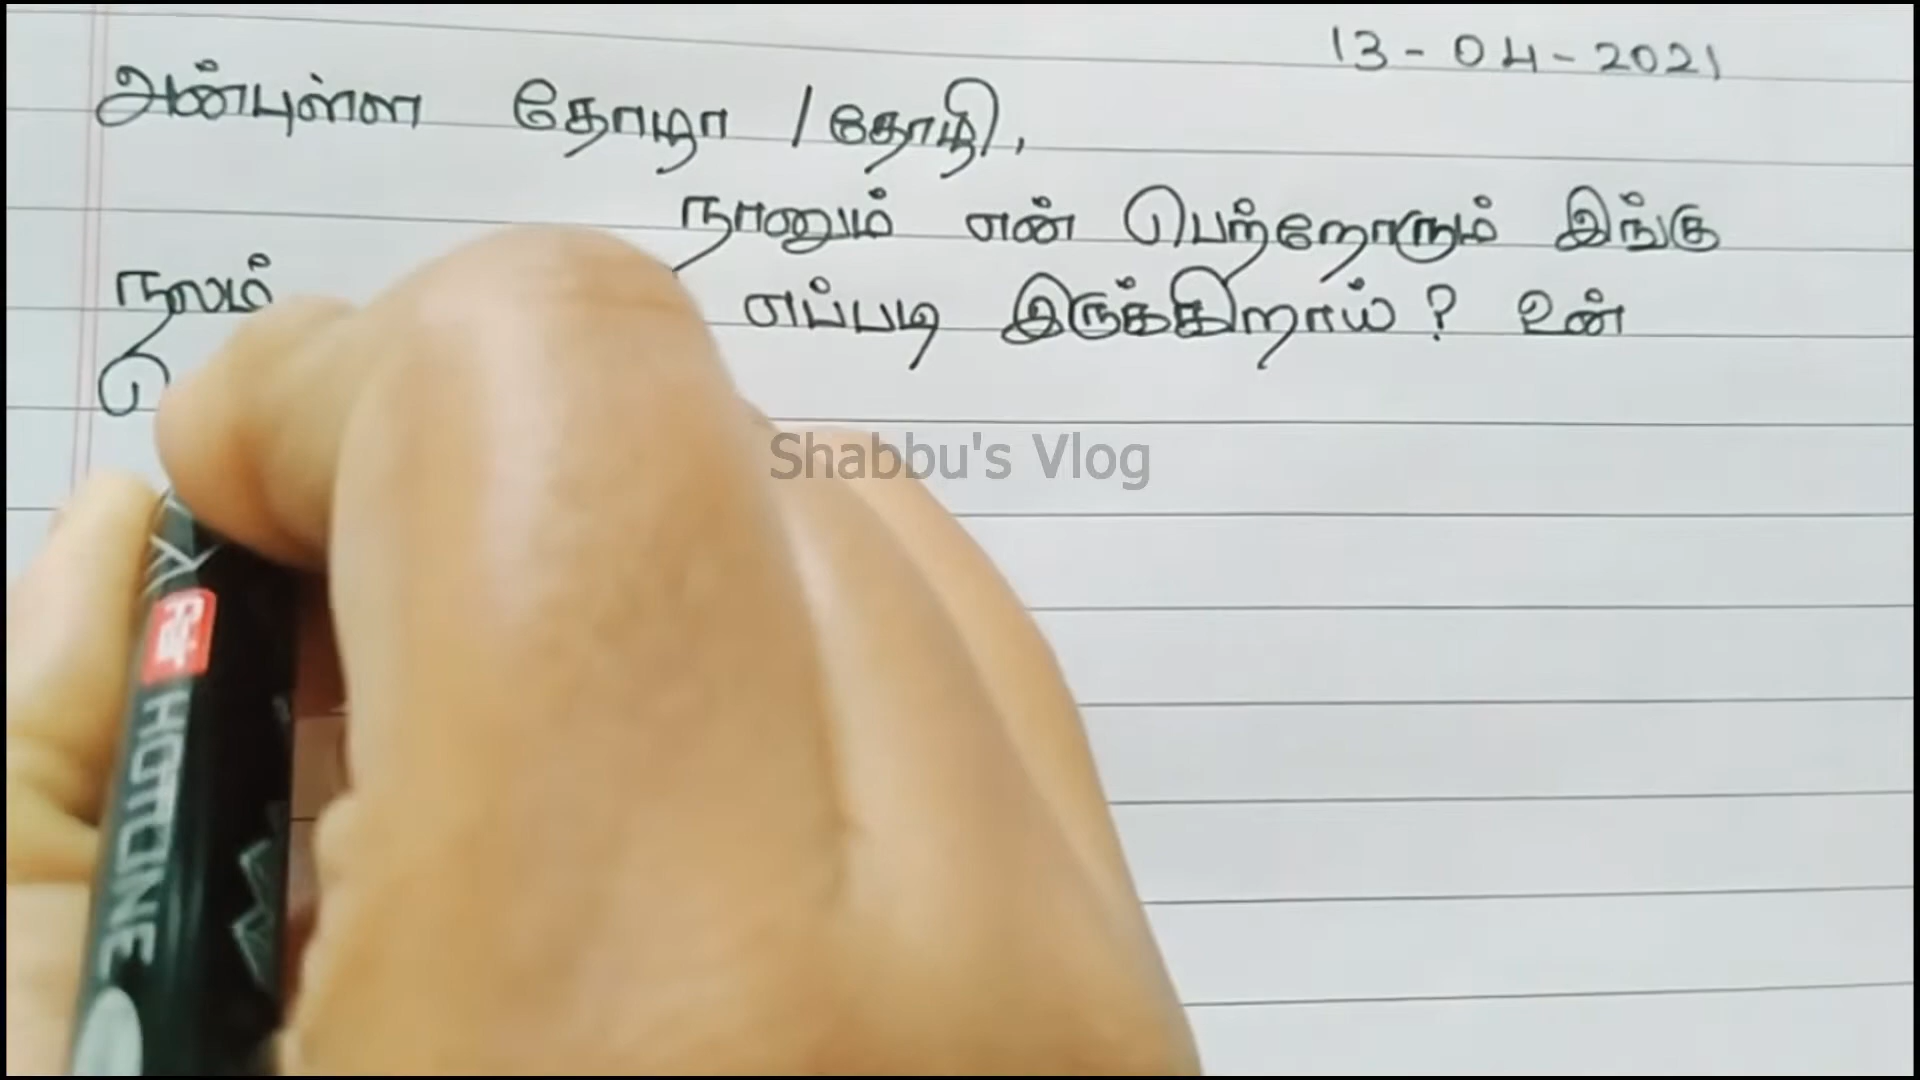 13-04-2021
அன்புள்ள தோழா / தோழி,
நானும் என் பெற்றோரும் இங்கு
நலம் எப்படி இருக்கிறாய்? உன்
Shabbu's Vlog
HOTONE